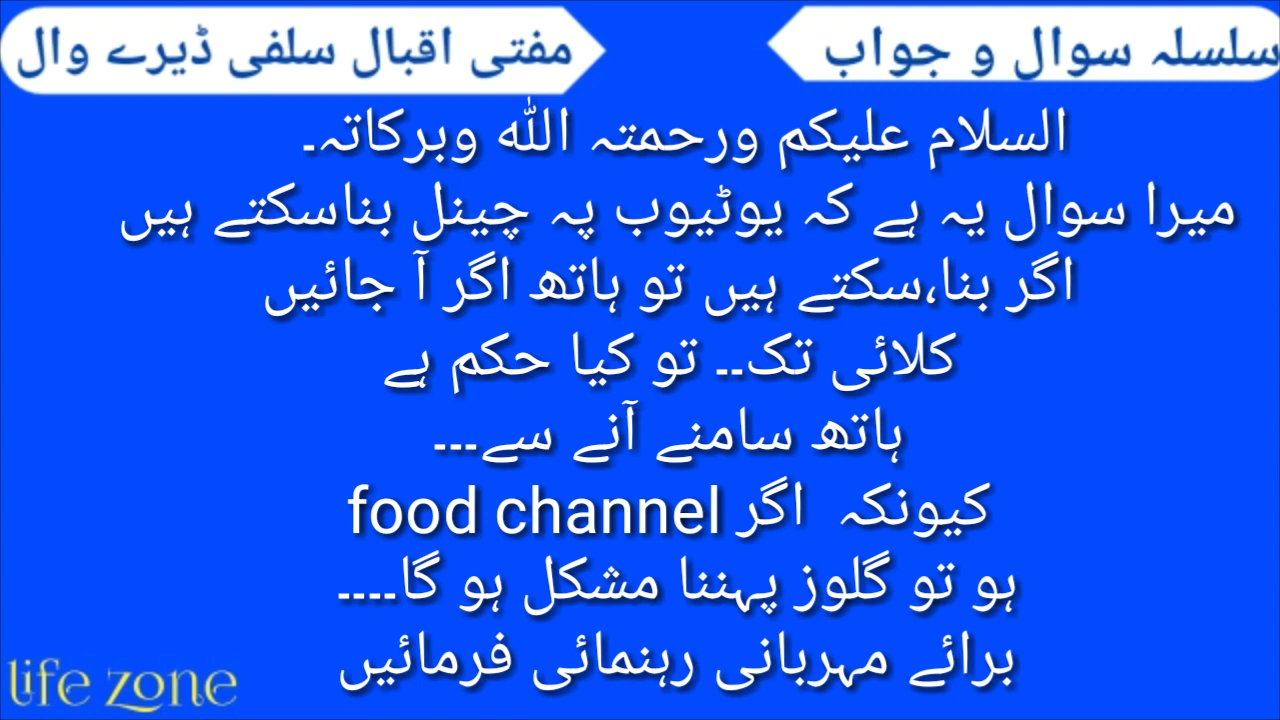 سلسلہ سوال و جواب
مفتی اقبال سلفی ڈیرے وال
السلام علیکم ورحمتہ اللہ وبرکاتہ۔
میرا سوال یہ ہے کہ یوٹیوب پہ چینل بناسکتے ہیں
اگر بنا،سکتے ہیں تو ہاتھ اگر آ جائیں
کلائی تک۔۔ تو کیا حکم ہے
ہاتھ سامنے آنے سے۔۔۔
کیونکہ اگر food channel
ہو تو گلوز پہننا مشکل ہو گا۔۔۔۔
برائے مہربانی رہنمائی فرمائیں
life zone